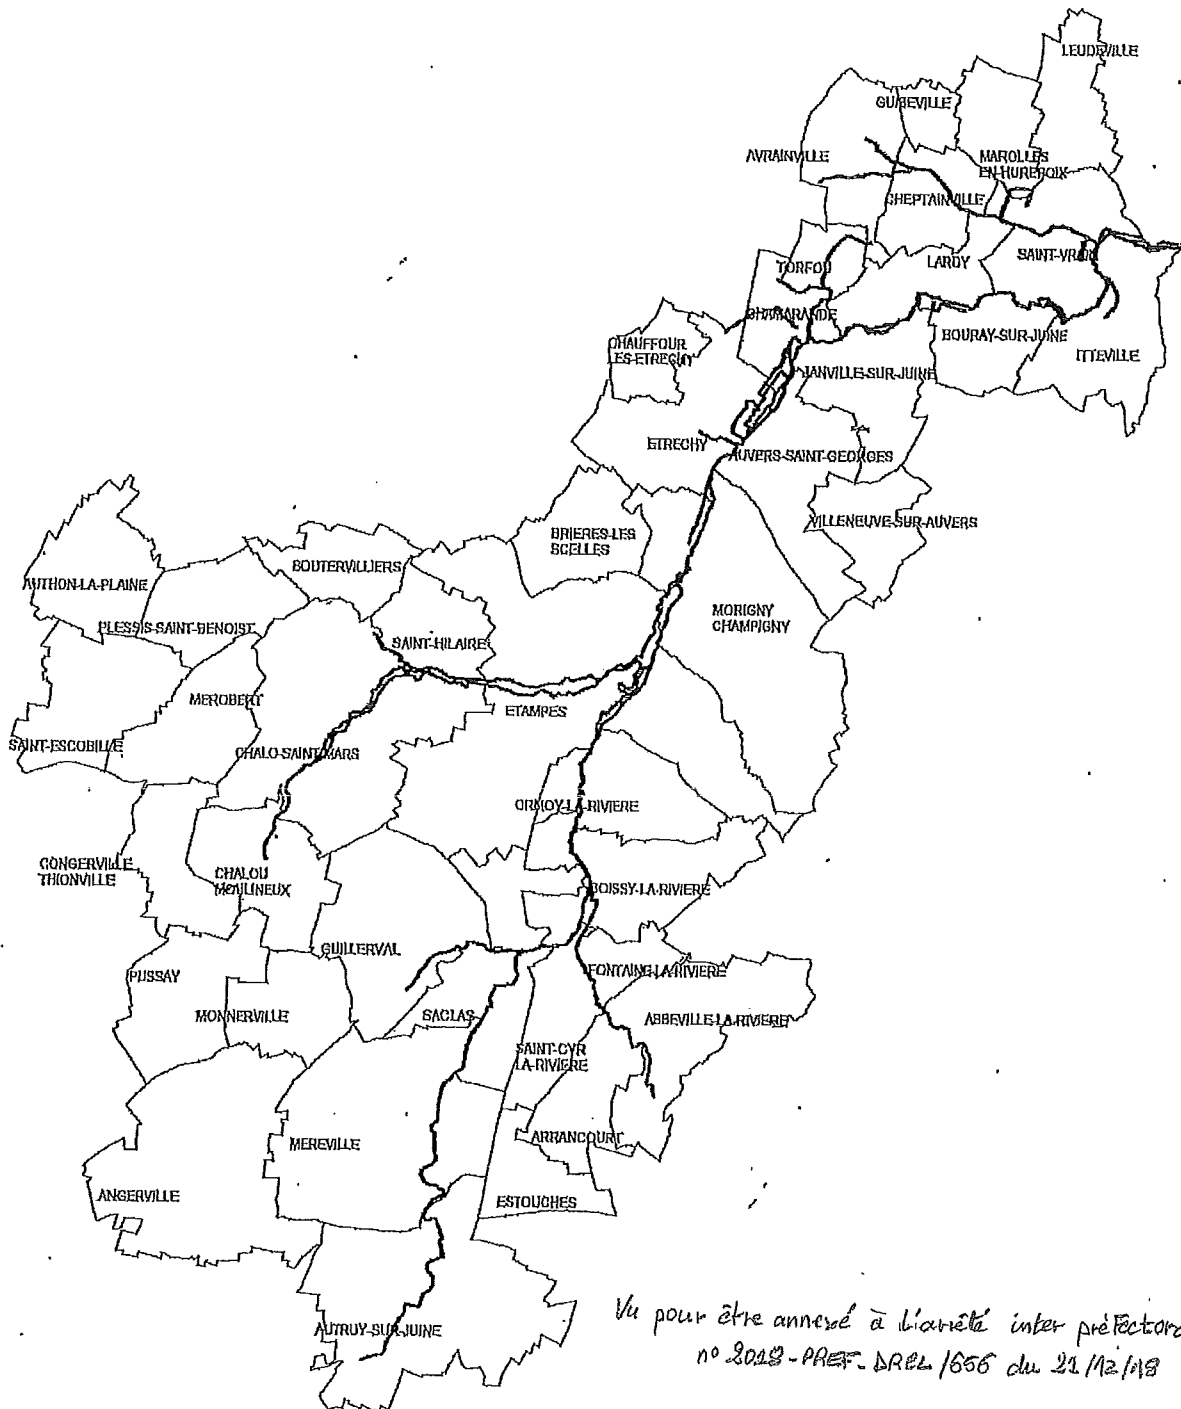 LEUDEVILLE
GUIBEVILLE
AVRAINVILLE
MAROLLES
EN-HUREPOIX
CHEPTAINVILLE
TORFOU
LARDY
SAINT-VRAIN
CHAMARANDE
BOURAY-SUR-JUINE
ITTEVILLE
CHAUFFOUR
LES-ETRECHY
JANVILLE-SUR-JUINE
ETRECHY
AUVERS-SAINT-GEORGES
VILLENEUVE-SUR-AUVERS
BRIERES-LES
SCELLES
BOUTERVILLIERS
AUTHON-LA-PLAINE
PLESSIS-SAINT-BENOIST
MORIGNY
CHAMPIGNY
SAINT-HILAIRE
MEROBERT
ETAMPES
SAINT-ESCOBILLE
CHALO-SAINT-MARS
ORMOY-LA-RIVIERE
CONGERVILLE
THIONVILLE
CHALOU
MOULINEUX
BOISSY-LA-RIVIERE
GUILLERVAL
PUSSAY
FONTAINE-LA-RIVIERE
MONNERVILLE
SACLAS
ABBEVILLE-LA-RIVIERE
SAINT-CYR
LA-RIVIERE
MEREVILLE
ARRANCOURT
ANGERVILLE
ESTOUCHES
AUTRUY-SUR-JUINE
Vu pour être annexé à l'arrêté inter préfectora
n° 2018-PREF-DRCL/656 du 21/12/18